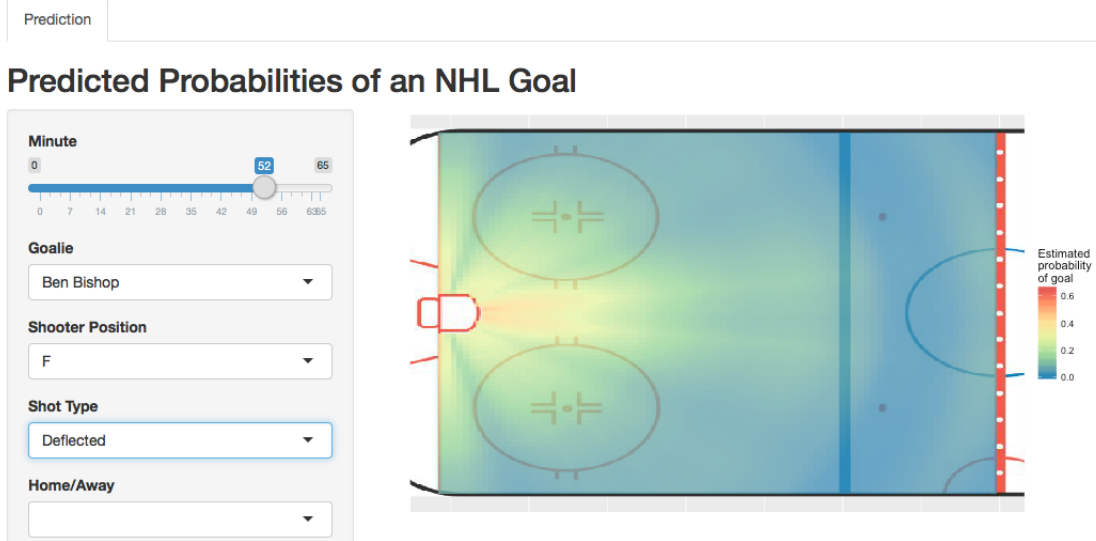 Prediction
Predicted Probabilities of an NHL Goal
Minute
0 52 65
0 7 14 21 28 35 42 49 56 6365
Goalie
Ben Bishop
Shooter Position
F
Shot Type
Deflected
Home/Away
Estimated
probability
of goal
0.6
0.4
0.2
0.0